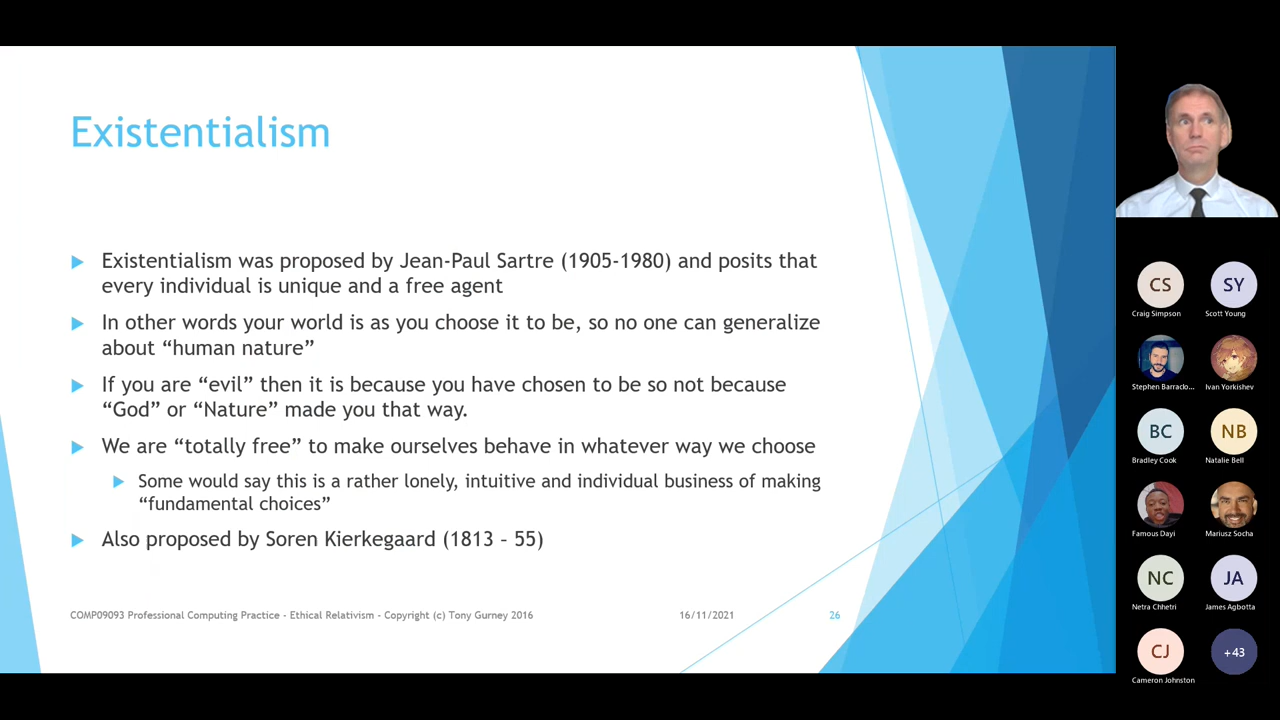 Existentialism
Existentialism was proposed by Jean-Paul Sartre (1905-1980) and posits that
every individual is unique and a free agent
In other words your world is as you choose it to be, so no one can generalize
about “human nature”
If you are “evil” then it is because you have chosen to be so not because
“God” or “Nature” made you that way.
We are “totally free” to make ourselves behave in whatever way we choose
Some would say this is a rather lonely, intuitive and individual business of making
“fundamental choices”
Also proposed by Soren Kierkegaard (1813 – 55)
COMP09093 Professional Computing Practice - Ethical Relativism - Copyright (c) Tony Gurney 2016
16/11/2021
26
CS
SY
Craig Simpson
Scott Young
Stephen Barraclo...
Ivan Yorkishev
BC
NB
Bradley Cook
Natalie Bell
Famous Dayi
Mariusz Socha
NC
JA
Netra Chhetri
James Agbotta
CJ
+43
Cameron Johnston